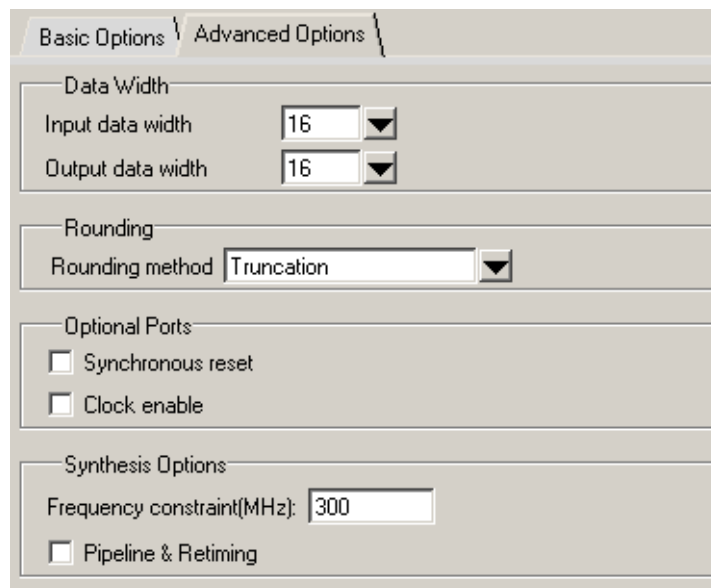 Basic Options Advanced Options
Data Width
Input data width 16
Output data width 16
Rounding
Rounding method Truncation
Optional Ports
Synchronous reset
Clock enable
Synthesis Options
Frequency constraint(MHz): 300
Pipeline & Retiming